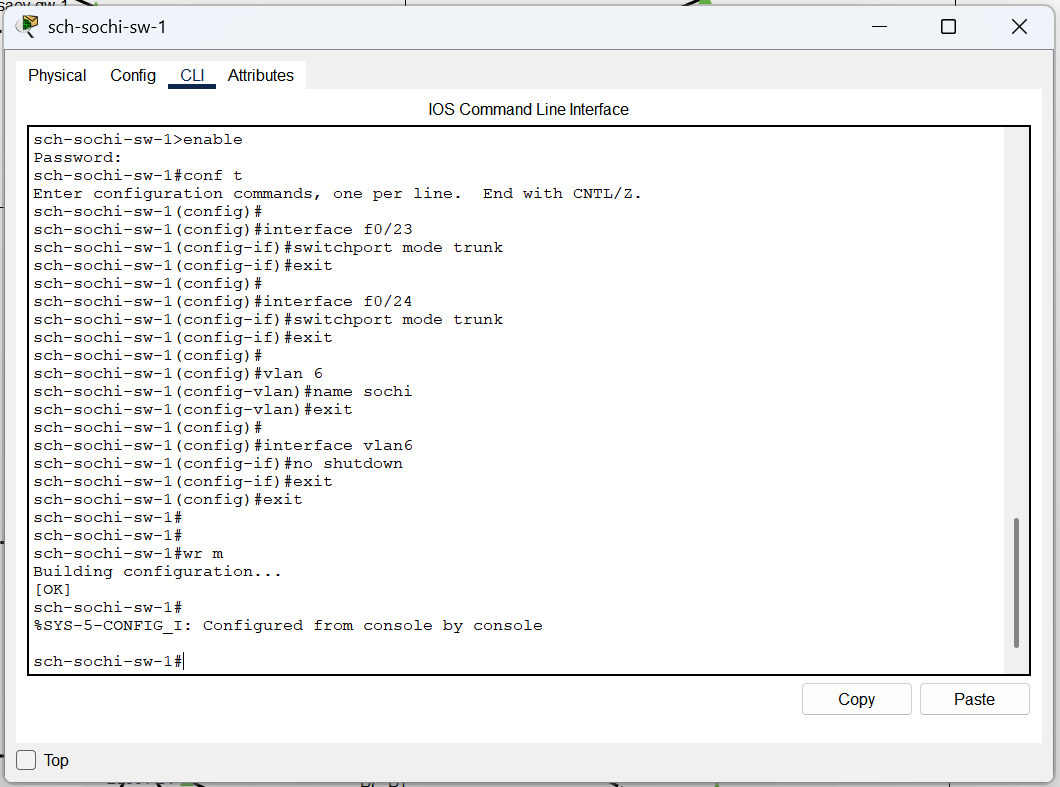 sch-sochi-sw-1
Physical Config CLI Attributes
IOS Command Line Interface
sch-sochi-sw-1>enable
Password:
sch-sochi-sw-1#conf t
Enter configuration commands, one per line.  End with CNTL/Z.
sch-sochi-sw-1(config)#
sch-sochi-sw-1(config)#interface f0/23
sch-sochi-sw-1(config-if)#switchport mode trunk
sch-sochi-sw-1(config-if)#exit
sch-sochi-sw-1(config)#
sch-sochi-sw-1(config)#interface f0/24
sch-sochi-sw-1(config-if)#switchport mode trunk
sch-sochi-sw-1(config-if)#exit
sch-sochi-sw-1(config)#
sch-sochi-sw-1(config)#vlan 6
sch-sochi-sw-1(config-vlan)#name sochi
sch-sochi-sw-1(config-vlan)#exit
sch-sochi-sw-1(config)#
sch-sochi-sw-1(config)#interface vlan6
sch-sochi-sw-1(config-if)#no shutdown
sch-sochi-sw-1(config-if)#exit
sch-sochi-sw-1(config)#exit
sch-sochi-sw-1#
sch-sochi-sw-1#
sch-sochi-sw-1#wr m
Building configuration...
[OK]
sch-sochi-sw-1#
%SYS-5-CONFIG_I: Configured from console by console
sch-sochi-sw-1#
Copy Paste
Top